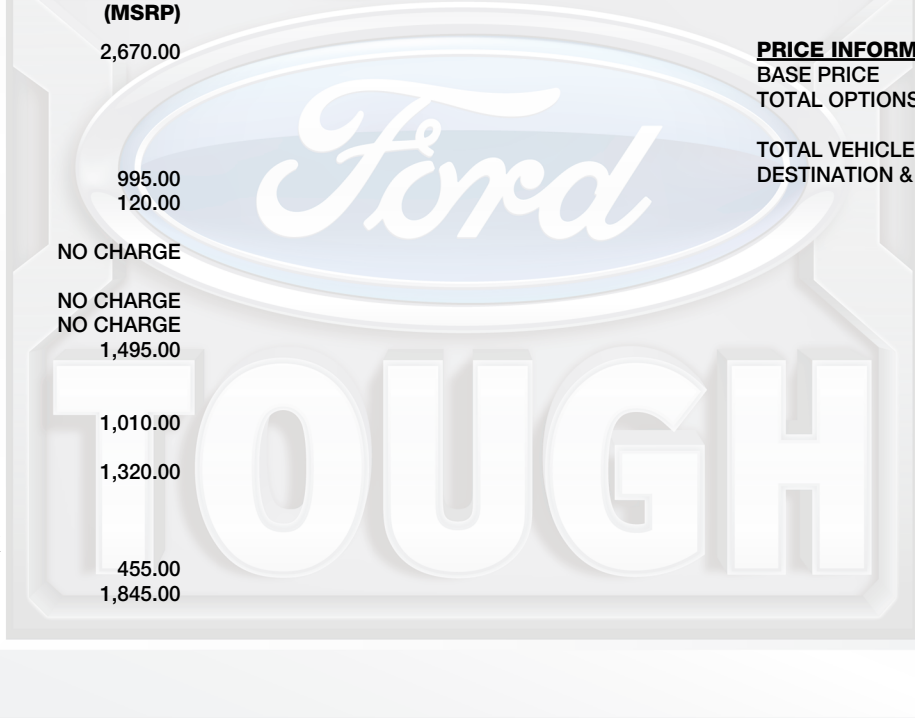 (MSRP)
2,670.00
995.00
120.00
NO CHARGE
NO CHARGE
NO CHARGE
1,495.00
1,010.00
1,320.00
455.00
1,845.00
PRICE INFORM
BASE PRICE
TOTAL OPTIONS
TOTAL VEHICLE
DESTINATION &
Ford
TOUGH